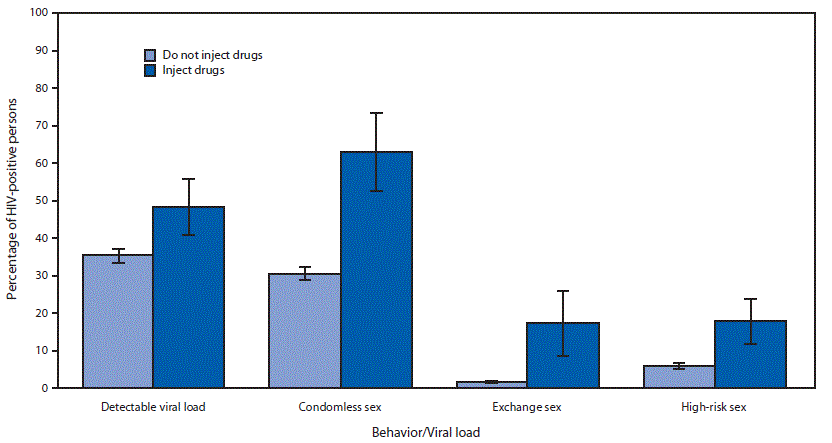 100
90
80
70
60
50
40
30
20
10
0
Percentage of HIV-positive persons
Do not inject drugs
Inject drugs
Detectable viral load
Condomless sex
Exchange sex
High-risk sex
Behavior/Viral load